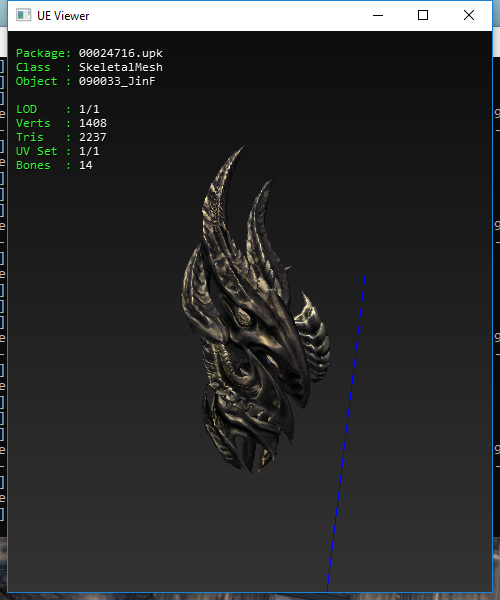 UE Viewer
Package: 00024716.upk
Class : SkeletalMesh
Object : 090033_JinF
LOD : 1/1
Verts : 1408
Tris : 2237
UV Set : 1/1
Bones : 14